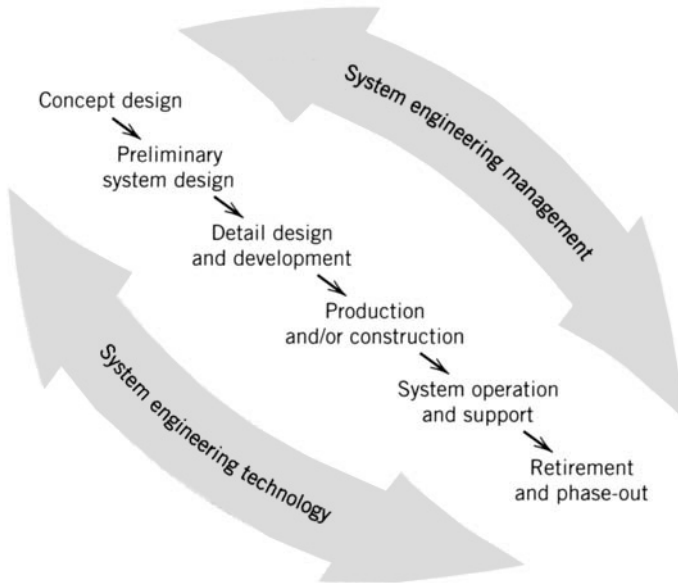 System engineering management
Concept design
Preliminary
system design
Detail design
and development
Production
and/or construction
System operation
and support
Retirement
and phase-out
System engineering technology